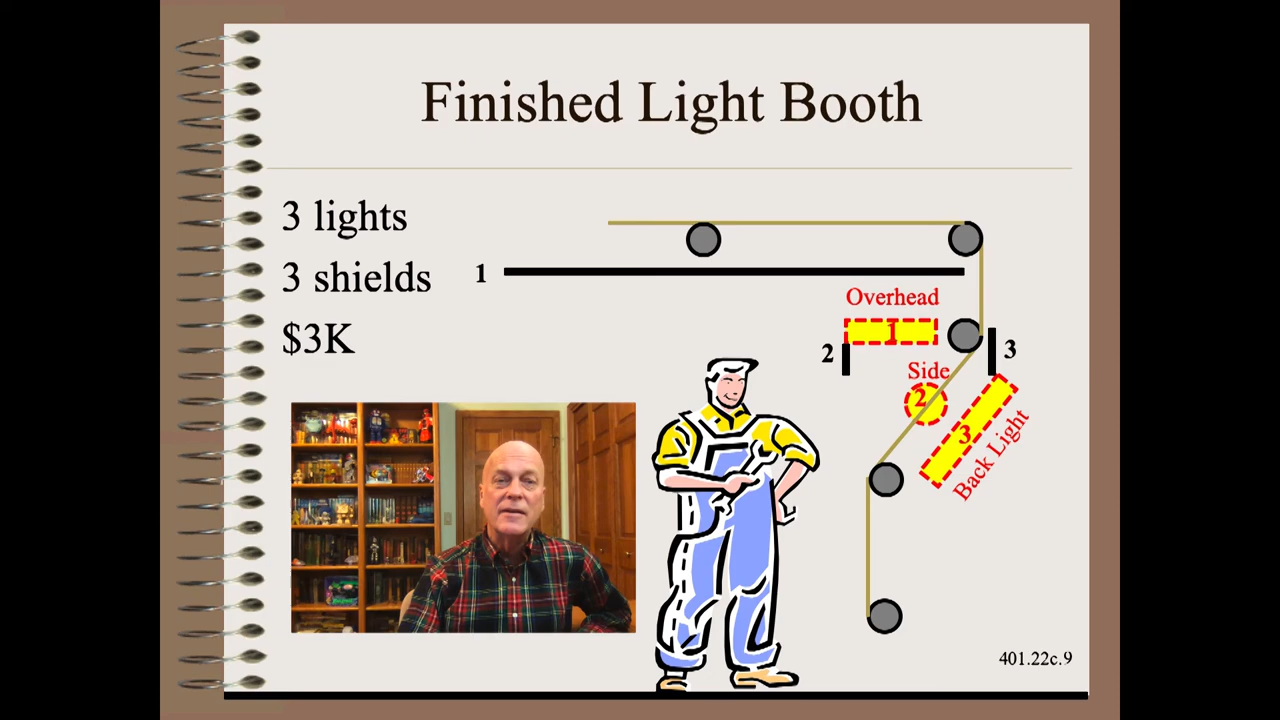 Finished Light Booth
3 lights
3 shields
$3K
1
Overhead
1
2
3
Side
2
3
Back Light
401.22c.9